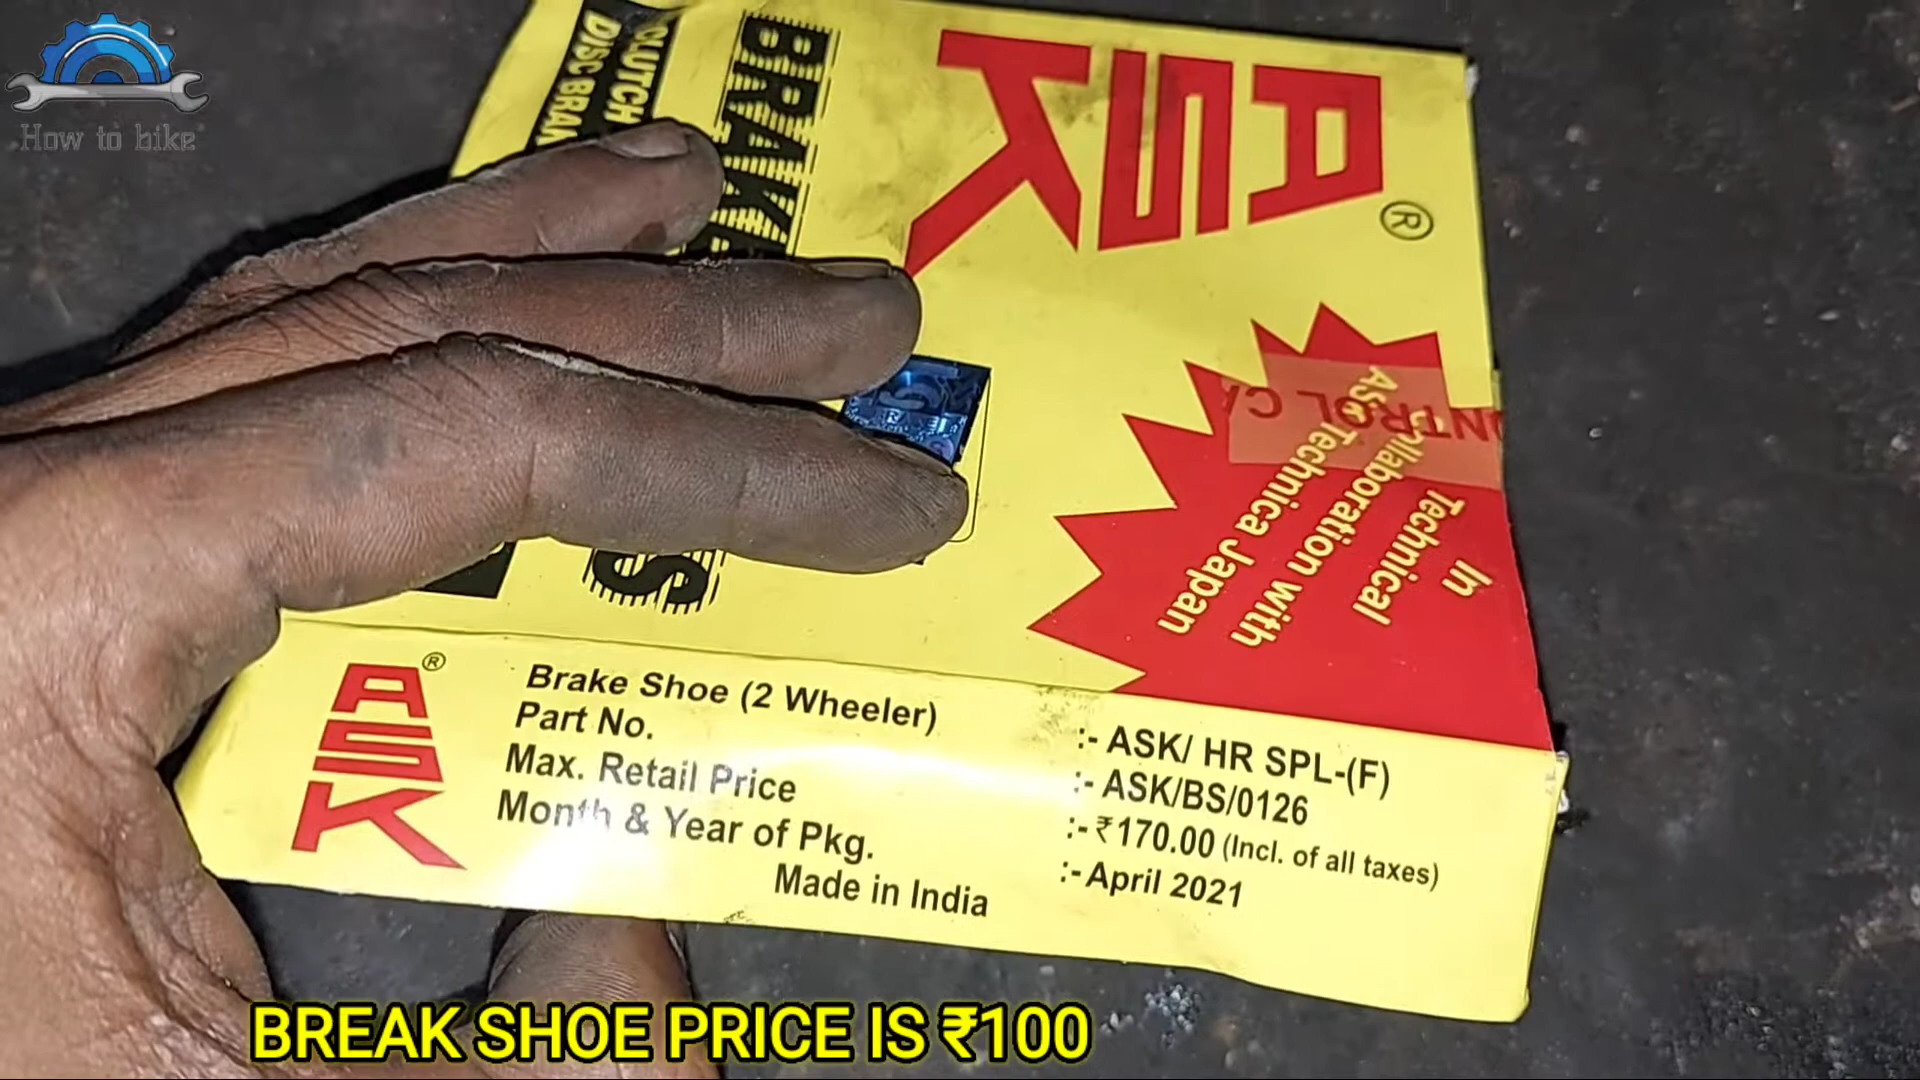 How to bike
ASK®
BRAKE
S
CLUTCH
DISC BRAK
In
Technical
Collaboration with
ASK Technica Japan
ONTROL CA
ASK®
Brake Shoe (2 Wheeler) :- ASK/ HR SPL-(F)
Part No. :- ASK/BS/0126
Max. Retail Price :- ₹170.00 (Incl. of all taxes)
Month & Year of Pkg. :- April 2021
Made in India
BREAK SHOE PRICE IS ₹100